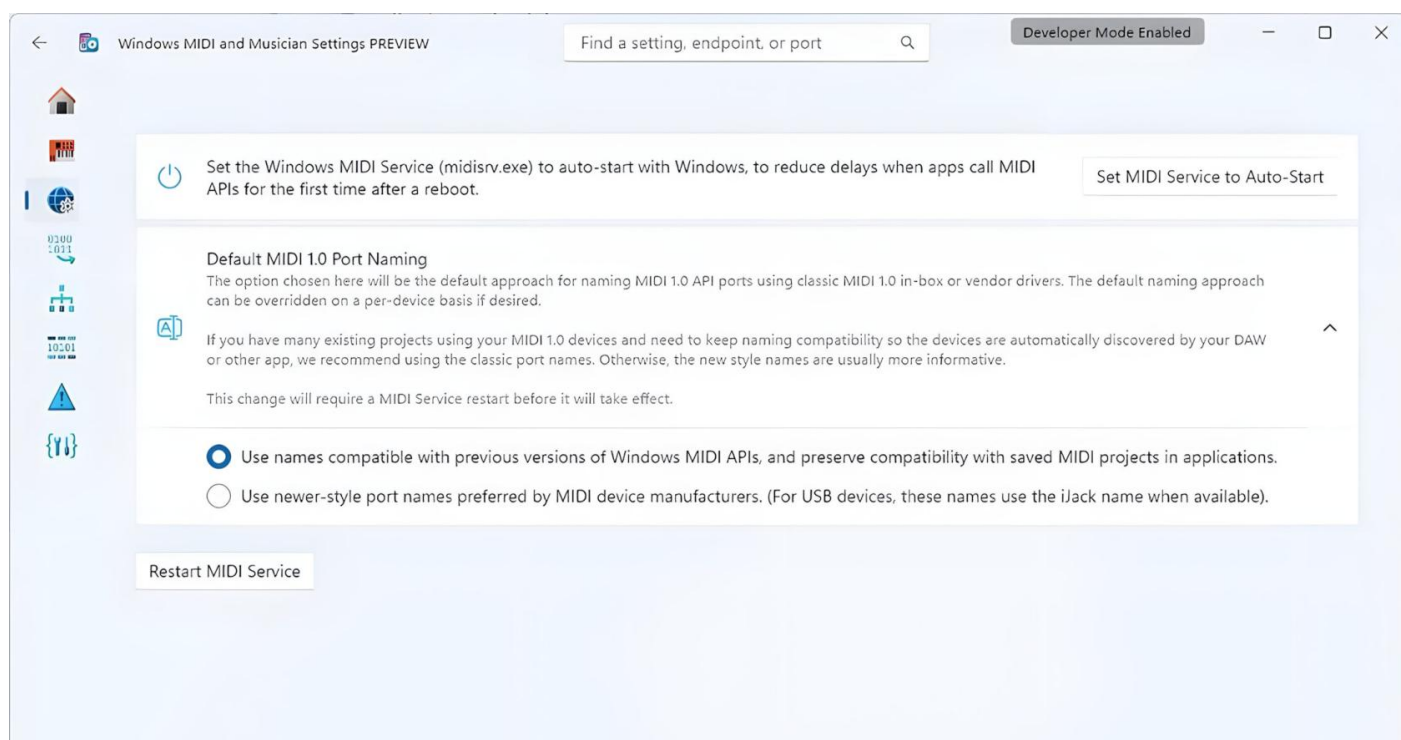 Windows MIDI and Musician Settings PREVIEW
Find a setting, endpoint, or port
Developer Mode Enabled
Set the Windows MIDI Service (midisrv.exe) to auto-start with Windows, to reduce delays when apps call MIDI
APIs for the first time after a reboot.
Set MIDI Service to Auto-Start
Default MIDI 1.0 Port Naming
The option chosen here will be the default approach for naming MIDI 1.0 API ports using classic MIDI 1.0 in-box or vendor drivers. The default naming approach
can be overridden on a per-device basis if desired.
If you have many existing projects using your MIDI 1.0 devices and need to keep naming compatibility so the devices are automatically discovered by your DAW
or other app, we recommend using the classic port names. Otherwise, the new style names are usually more informative.
This change will require a MIDI Service restart before it will take effect.
Use names compatible with previous versions of Windows MIDI APIs, and preserve compatibility with saved MIDI projects in applications.
Use newer-style port names preferred by MIDI device manufacturers. (For USB devices, these names use the iJack name when available).
Restart MIDI Service
0100
1011
10101